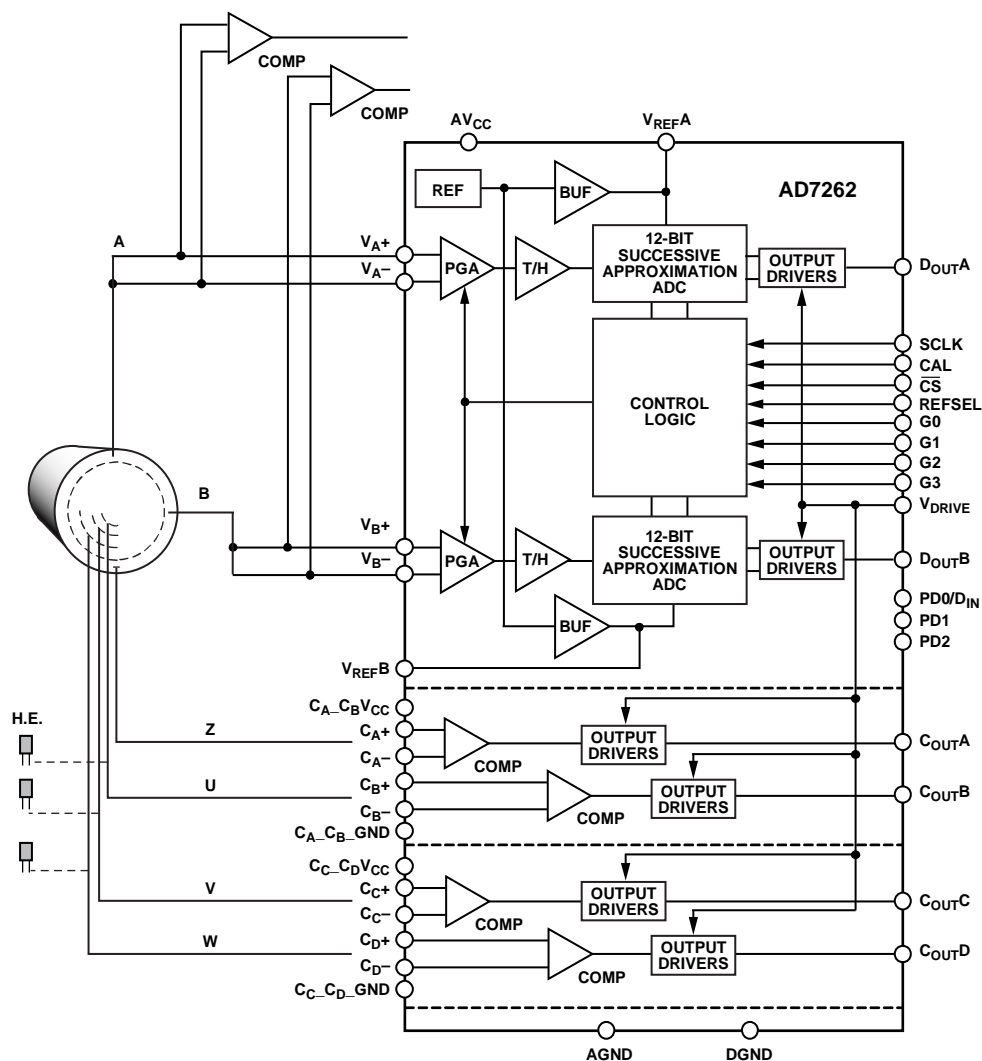 COMP
COMP
AVCC
VREFA
REF
BUF
AD7262
A
VA+
VA−
PGA
T/H
12-BIT
SUCCESSIVE
APPROXIMATION
ADC
OUTPUT
DRIVERS
DOUTA
CONTROL
LOGIC
SCLK
CAL
CS
REFSEL
G0
G1
G2
G3
VDRIVE
B
VB+
VB−
PGA
T/H
12-BIT
SUCCESSIVE
APPROXIMATION
ADC
OUTPUT
DRIVERS
DOUTB
PD0/DIN
PD1
PD2
BUF
VREFB
CA_CBVCC
H.E.
Z
CA+
CA−
COMP
OUTPUT
DRIVERS
COUTA
U
CB+
CB−
COMP
OUTPUT
DRIVERS
COUTB
CA_CB_GND
CC_CDVCC
V
CC+
CC−
COMP
OUTPUT
DRIVERS
COUTC
W
CD+
CD−
COMP
OUTPUT
DRIVERS
COUTD
CC_CD_GND
AGND
DGND